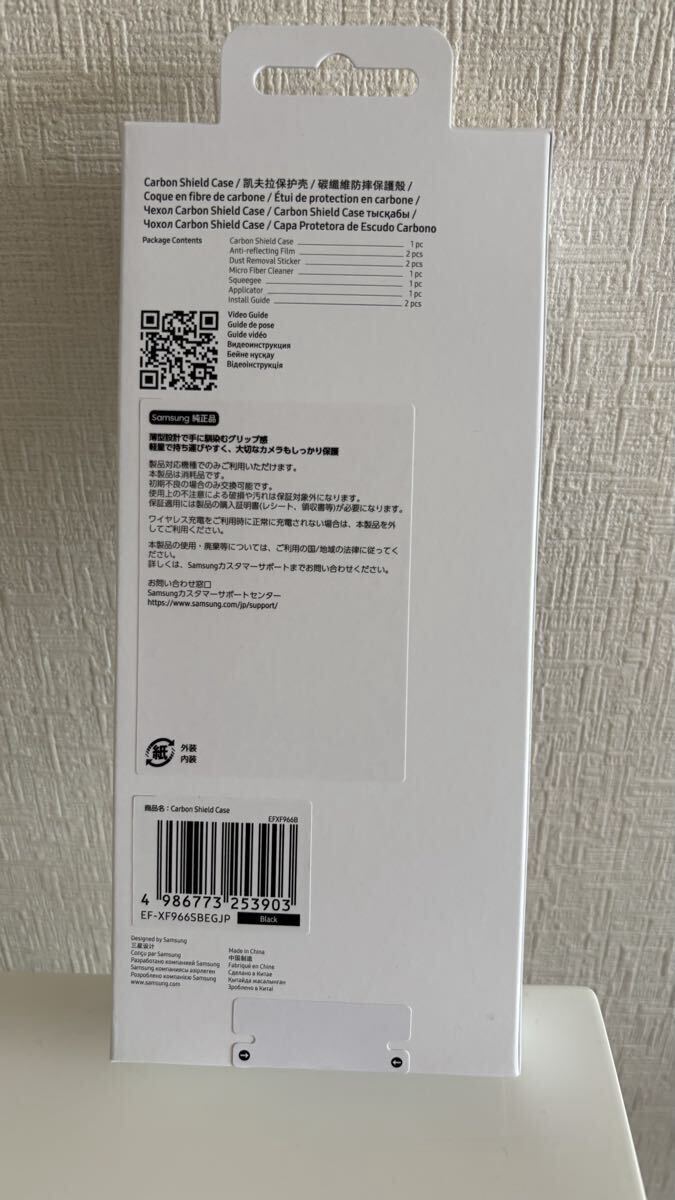 Carbon Shield Case / 凯夫拉保护壳 / 碳纖維防摔保護殼 /
Coque en fibre de carbone / Étui de protection en carbone /
Чехол Carbon Shield Case / Carbon Shield Case тысқабы /
Чохол Carbon Shield Case / Capa Protetora de Escudo Carbono
Package Contents
Carbon Shield Case 1 pc
Anti-reflecting Film 2 pcs
Dust Removal Sticker 2 pcs
Micro Fiber Cleaner 1 pc
Squeegee 1 pc
Applicator 1 pc
Install Guide 2 pcs
Video Guide
Guide de pose
Guide vidéo
Видеоинструкция
Бейне нұсқау
Відеоінструкція
Samsung 純正品
薄型設計で手に馴染むグリップ感
軽量で持ち運びやすく、大切なカメラもしっかり保護
製品対応機種でのみご利用いただけます。
本製品は消耗品です。
初期不良の場合のみ交換可能です。
使用上の不注意による破損や汚れは保証対象外になります。
保証適用には製品の購入証明書(レシート、領収書等)が必要になります。
ワイヤレス充電をご利用時に正常に充電されない場合は、本製品を外
してご利用ください。
本製品の使用・廃棄等については、ご利用の国/地域の法律に従ってく
ださい。
詳しくは、Samsungカスタマーサポートまでお問い合わせください。
お問い合わせ窓口
Samsungカスタマーサポートセンター
https://www.samsung.com/jp/support/
紙
外装
内装
商品名:Carbon Shield Case
EFXF966B
4 986773 253903
EF-XF966SBEGJP
Black
Designed by Samsung
三星设计
Conçu par Samsung
Разработано компанией Samsung
Samsung компаниясы әзірлеген
Розроблено компанією Samsung
www.samsung.com
Made in China
中国制造
Fabriqué en Chine
Сделано в Китае
Қытайда жасалынған
Зроблено в Китаї